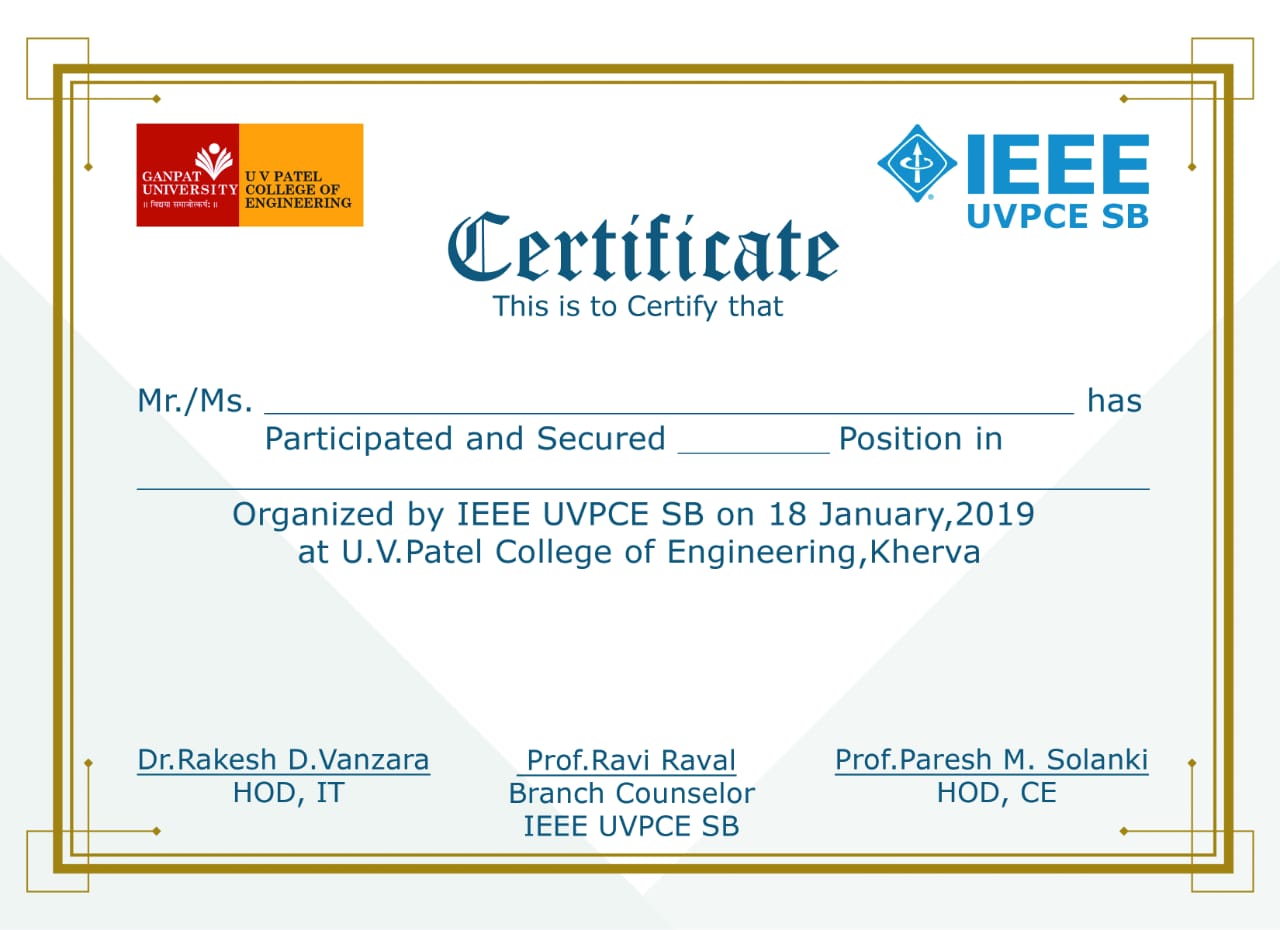 GANPAT
UNIVERSITY
॥ विद्यया समाजोत्कर्षः ॥
U V PATEL
COLLEGE OF
ENGINEERING
IEEE
UVPCE SB
Certificate
This is to Certify that
Mr./Ms. ______ has
Participated and Secured ______ Position in
Organized by IEEE UVPCE SB on 18 January,2019
at U.V.Patel College of Engineering,Kherva
Dr.Rakesh D.Vanzara
HOD, IT
Prof.Ravi Raval
Branch Counselor
IEEE UVPCE SB
Prof.Paresh M. Solanki
HOD, CE